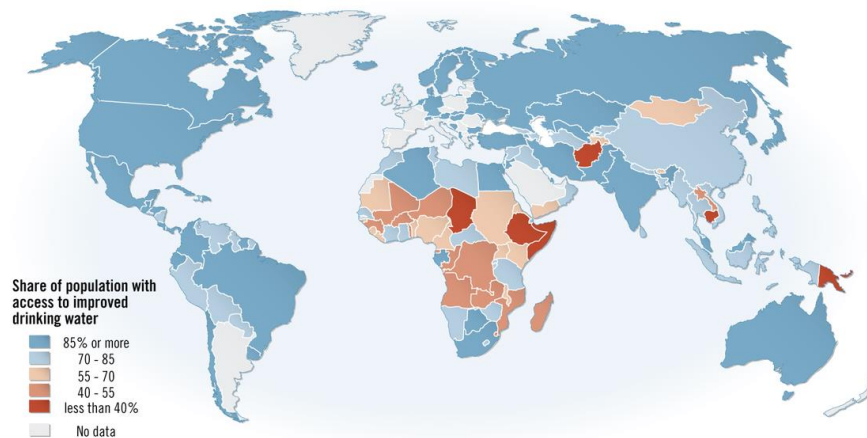 Share of population with
access to improved
drinking water
85% or more
70 - 85
55 - 70
40 - 55
less than 40%
No data